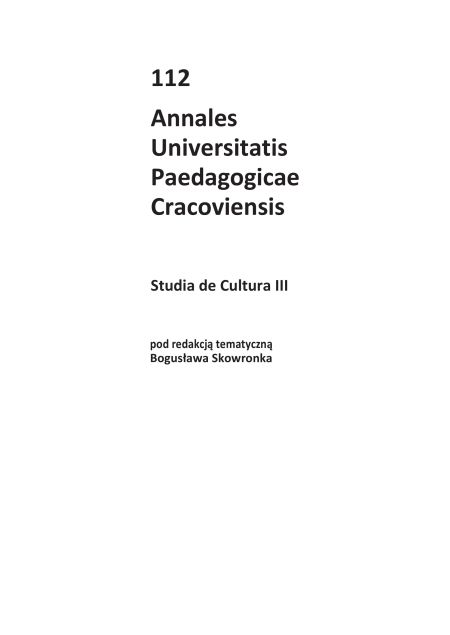 112
Annales
Universitatis
Paedagogicae
Cracoviensis
Studia de Cultura III
pod redakcją tematyczną
Bogusława Skowronka